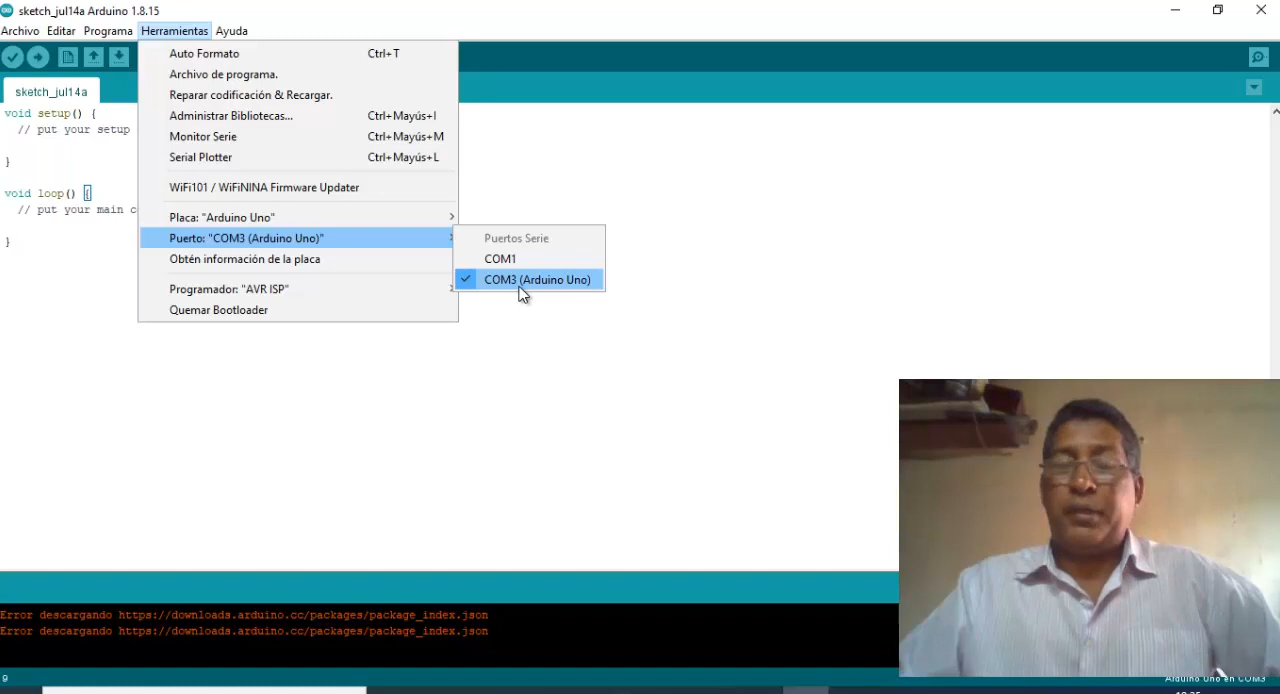 sketch_jul14a Arduino 1.8.15
Archivo Editar Programa Herramientas Ayuda
sketch_jul14a
void setup() {
// put your setup
}
void loop() {
// put your main c
}
Auto Formato Ctrl+T
Archivo de programa.
Reparar codificación & Recargar.
Administrar Bibliotecas... Ctrl+Mayús+I
Monitor Serie Ctrl+Mayús+M
Serial Plotter Ctrl+Mayús+L
WiFi101 / WiFiNINA Firmware Updater
Placa: "Arduino Uno"
Puerto: "COM3 (Arduino Uno)"
Obtén información de la placa
Programador: "AVR ISP"
Quemar Bootloader
Puertos Serie
COM1
COM3 (Arduino Uno)
Error descargando https://downloads.arduino.cc/packages/package_index.json
Error descargando https://downloads.arduino.cc/packages/package_index.json
9
Arduino Uno en COM3